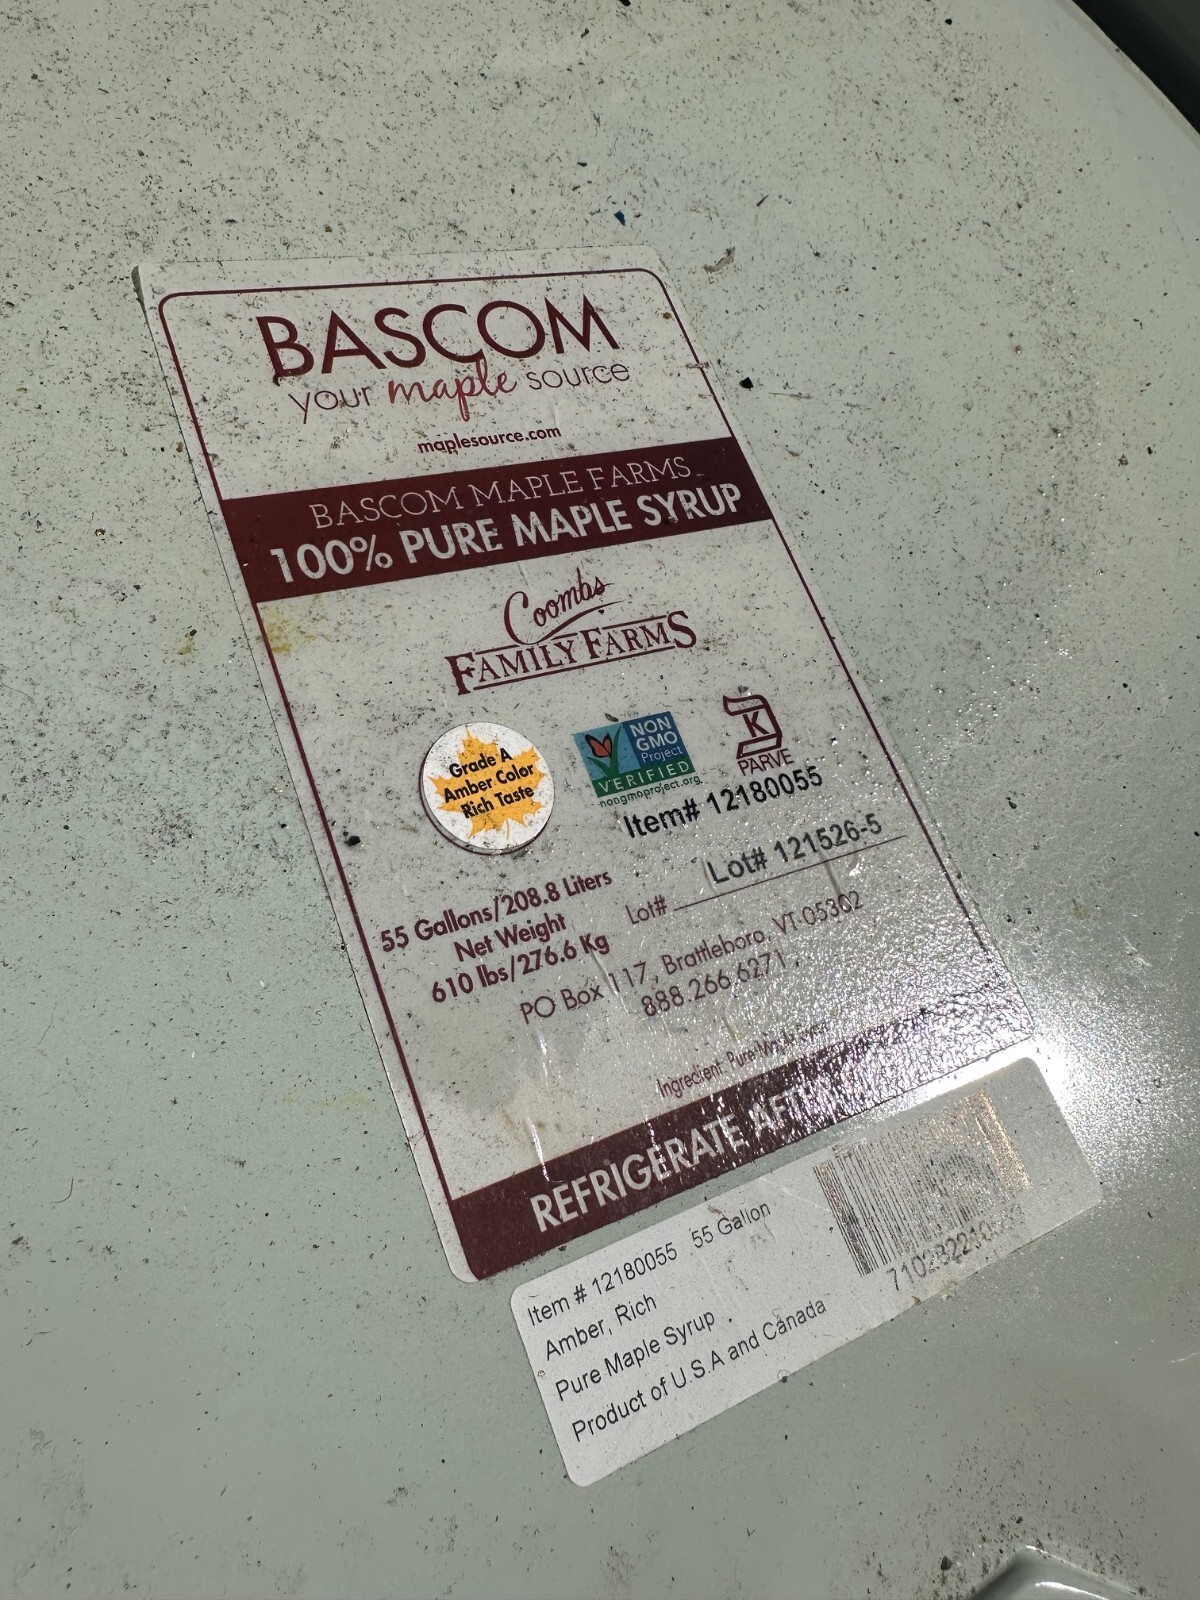 BASCOM
your maple source
maplesource.com
BASCOM MAPLE FARMS
100% PURE MAPLE SYRUP
Coombs
FAMILY FARMS
Grade A
Amber Color
Rich Taste
NON
GMO
Project
VERIFIED
nongmoproject.org
K
PARVE
Item# 12180055
Lot# 121526-5
Lot#
55 Gallons/208.8 Liters
Net Weight
610 lbs/276.6 Kg
PO Box 117, Brattleboro, VT 05302
888.266.6271
Ingredient: Pure Maple
REFRIGERATE
Item # 12180055 55 Gallon
Amber, Rich
Pure Maple Syrup
Product of U.S.A and Canada